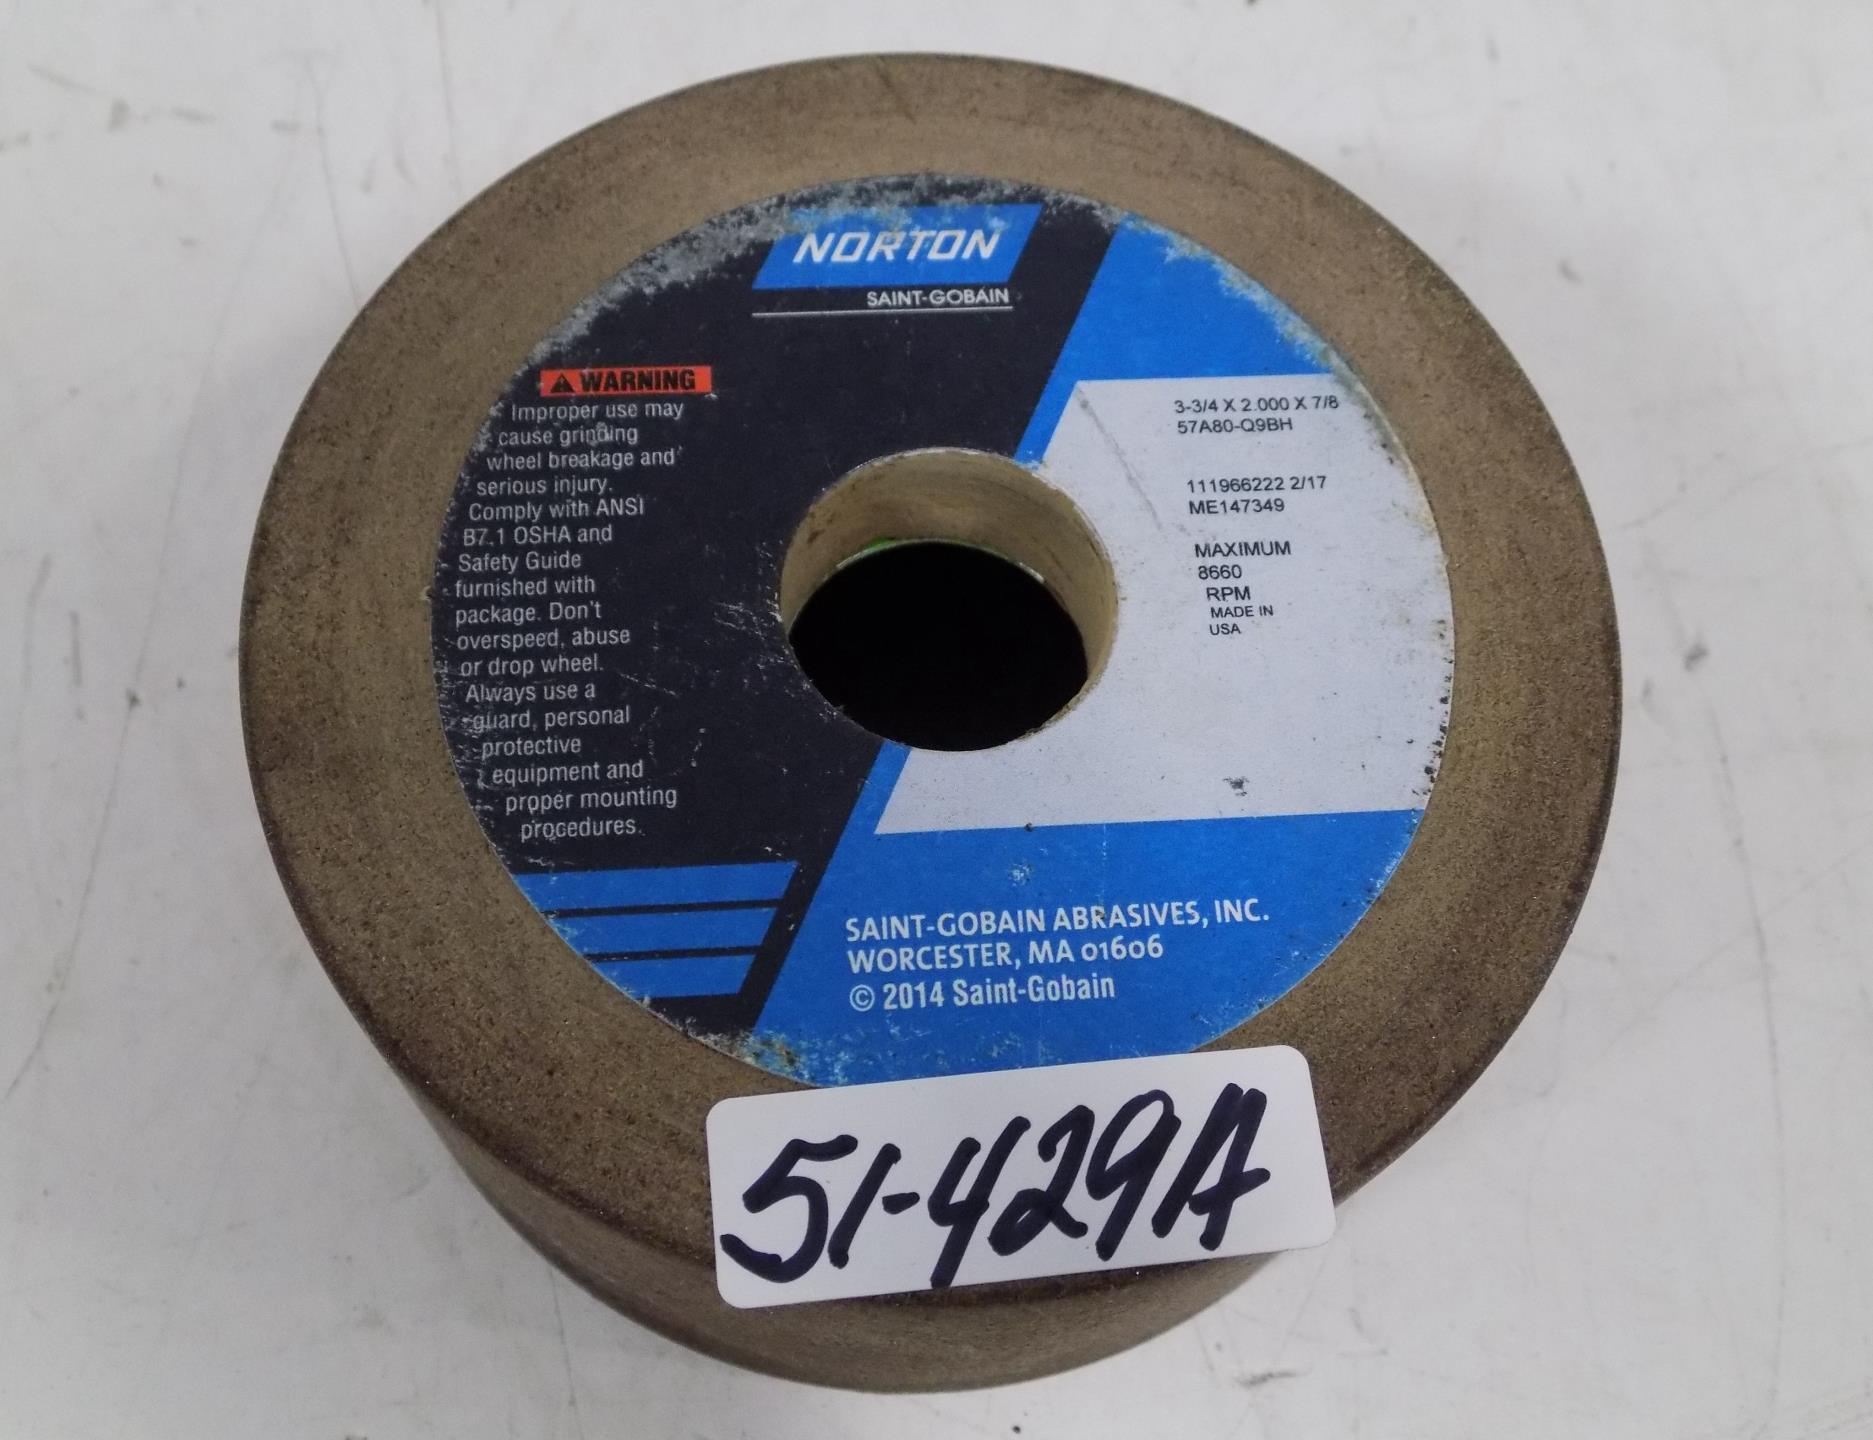 NORTON
SAINT-GOBAIN
WARNING
Improper use may
cause grinding
wheel breakage and
serious injury.
Comply with ANSI
B7.1 OSHA and
Safety Guide
furnished with
package. Don't
overspeed, abuse
or drop wheel.
Always use a
guard, personal
protective
equipment and
proper mounting
procedures.
3-3/4 X 2.000 X 7/8
57A80-Q9BH
111966222 2/17
ME147349
MAXIMUM
8660
RPM
MADE IN
USA
SAINT-GOBAIN ABRASIVES, INC.
WORCESTER, MA 01606
© 2014 Saint-Gobain
51-429A